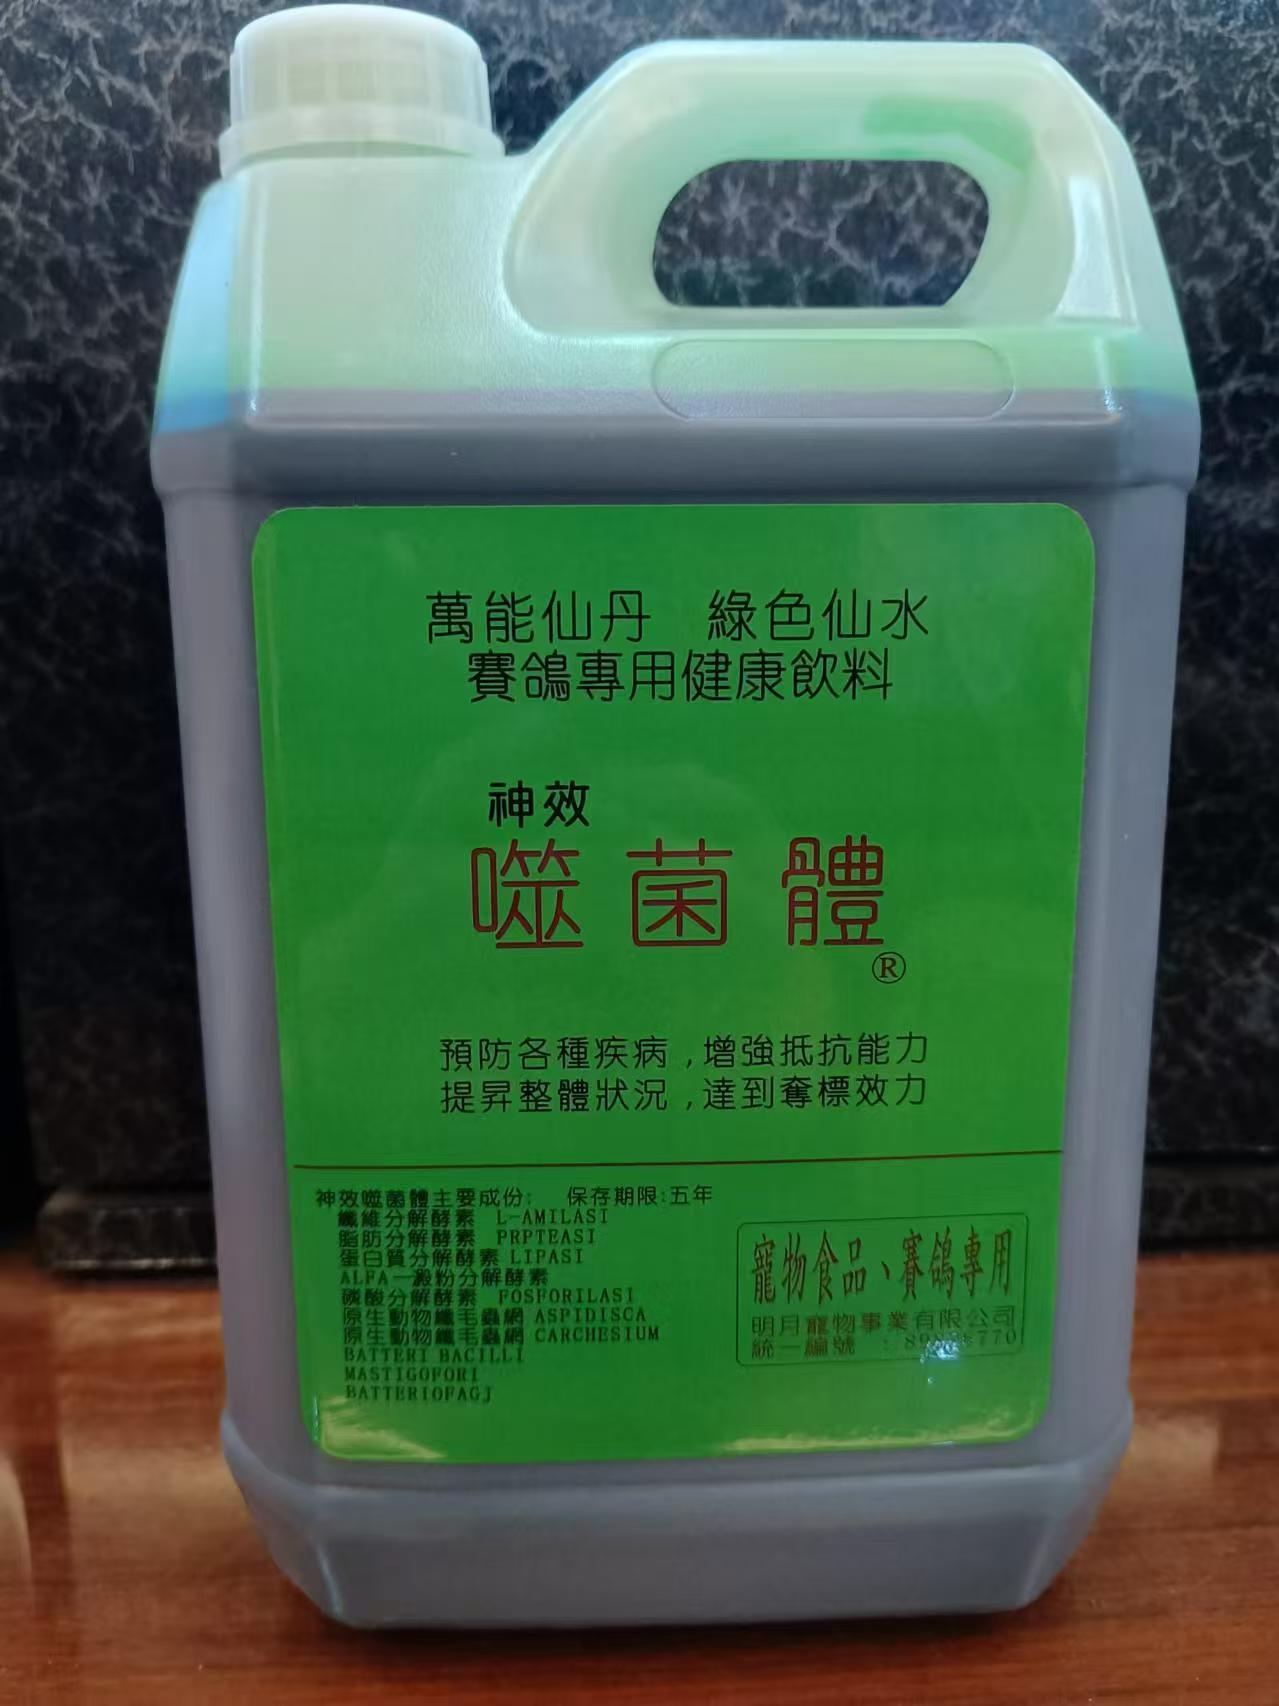 萬能仙丹　綠色仙水
賽鴿專用健康飲料
神效
噬菌體
®
預防各種疾病,增強抵抗能力
提昇整體狀況,達到奪標效力
神效噬菌體主要成份:　保存期限:五年
纖維分解酵素 L-AMILASI
脂肪分解酵素 PRPTEASI
蛋白質分解酵素 LIPASI
ALFA—澱粉分解酵素
磷酸分解酵素 FOSFORILASI
原生動物纖毛蟲網 ASPIDISCA
原生動物纖毛蟲網 CARCHESIUM
BATTERI BACILLI
MASTIGOFORI
BATTERIOFAGJ
寵物食品、賽鴿專用
明月寵物事業有限公司
統一編號 :